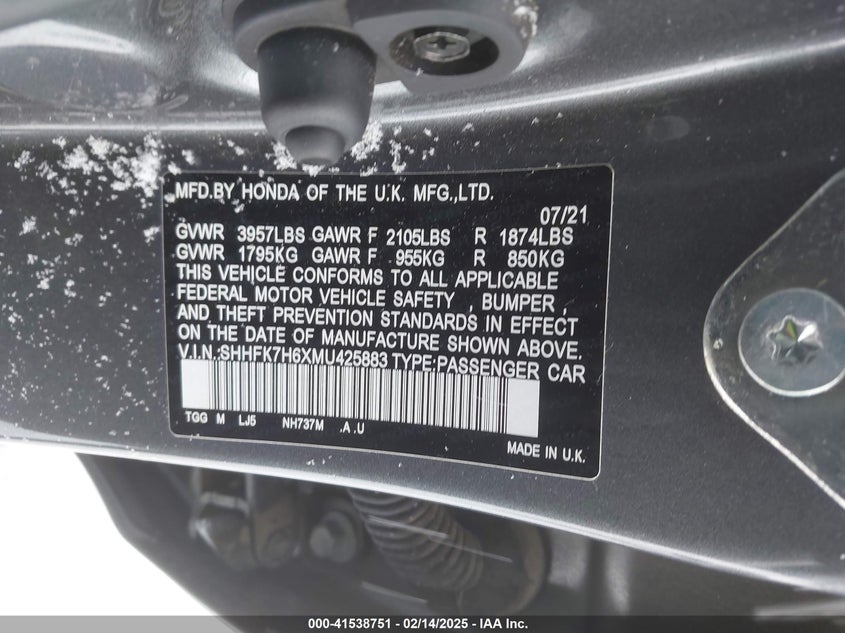 MFD.BY HONDA OF THE U.K. MFG.,LTD.
07/21
GVWR 3957LBS GAWR F 2105LBS R 1874LBS
GVWR 1795KG GAWR F 955KG R 850KG
THIS VEHICLE CONFORMS TO ALL APPLICABLE
FEDERAL MOTOR VEHICLE SAFETY , BUMPER ,
AND THEFT PREVENTION STANDARDS IN EFFECT
ON THE DATE OF MANUFACTURE SHOWN ABOVE.
V.I.N.:SHHFK7H6XMU425883 TYPE:PASSENGER CAR
TGG M LJ5 NH737M .A .U
MADE IN U.K.
000-41538751 — 02/14/2025 — IAA Inc.